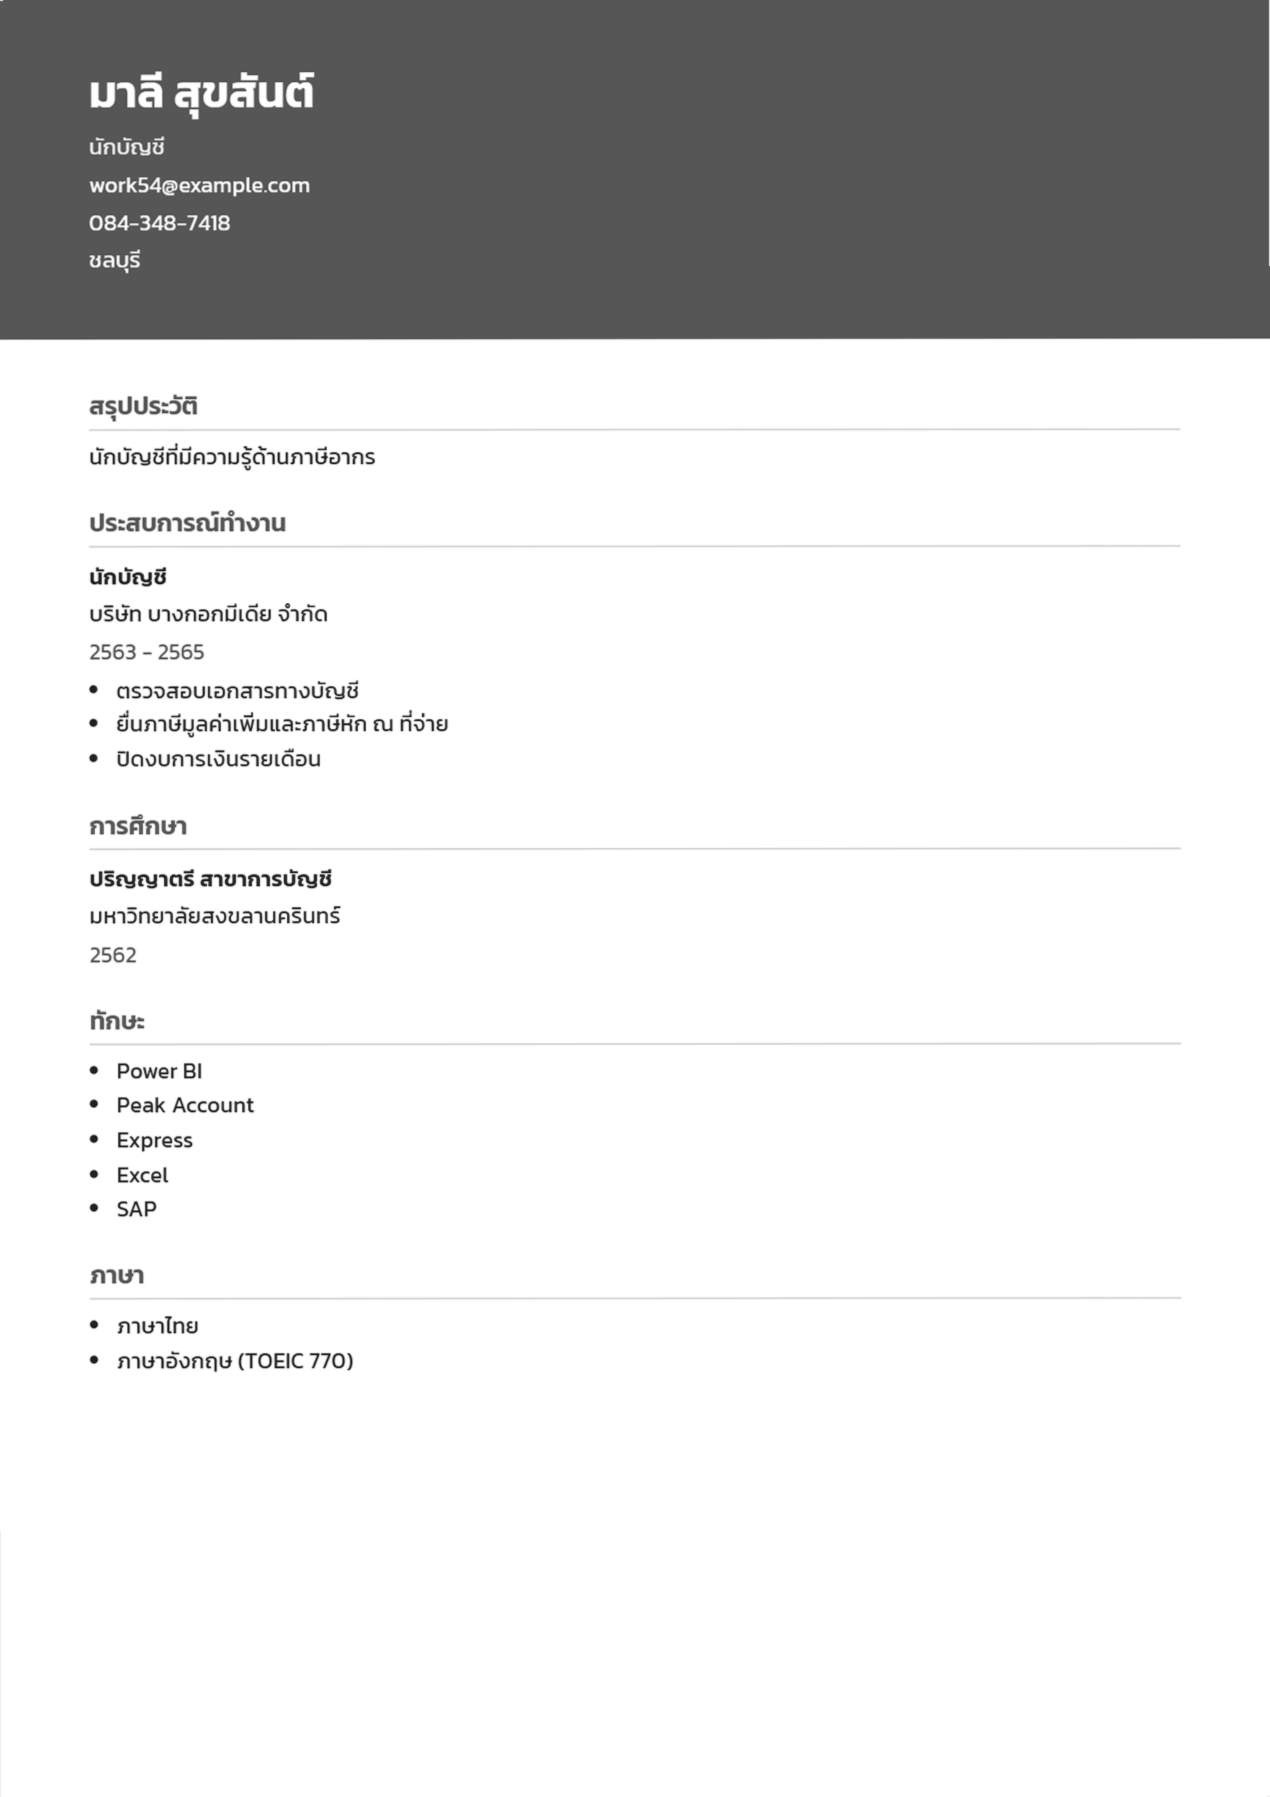 มาลี สุขสันต์
นักบัญชี
work54@example.com
084-348-7418
ชลบุรี
สรุปประวัติ
นักบัญชีที่มีความรู้ด้านภาษีอากร
ประสบการณ์ทำงาน
นักบัญชี
บริษัท บางกอกมีเดีย จำกัด
2563 - 2565
• ตรวจสอบเอกสารทางบัญชี
• ยื่นภาษีมูลค่าเพิ่มและภาษีหัก ณ ที่จ่าย
• ปิดงบการเงินรายเดือน
การศึกษา
ปริญญาตรี สาขาการบัญชี
มหาวิทยาลัยสงขลานครินทร์
2562
ทักษะ
• Power BI
• Peak Account
• Express
• Excel
• SAP
ภาษา
• ภาษาไทย
• ภาษาอังกฤษ (TOEIC 770)